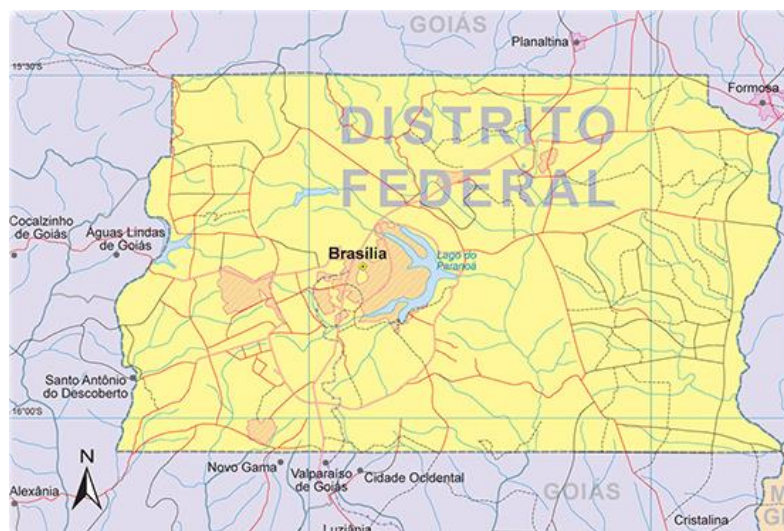 GOIÁS
Planaltina
15°30'S
Formosa
DISTRITO
FEDERAL
Cocalzinho
de Goiás
Águas Lindas
de Goiás
Brasília
Lago do
Paranoá
Santo Antônio
do Descoberto
16°00'S
N
Novo Gama
Valparaíso
de Goiás
Cidade Ocidental
Alexânia
GOIÁS
Luziânia
Cristalina
M
G